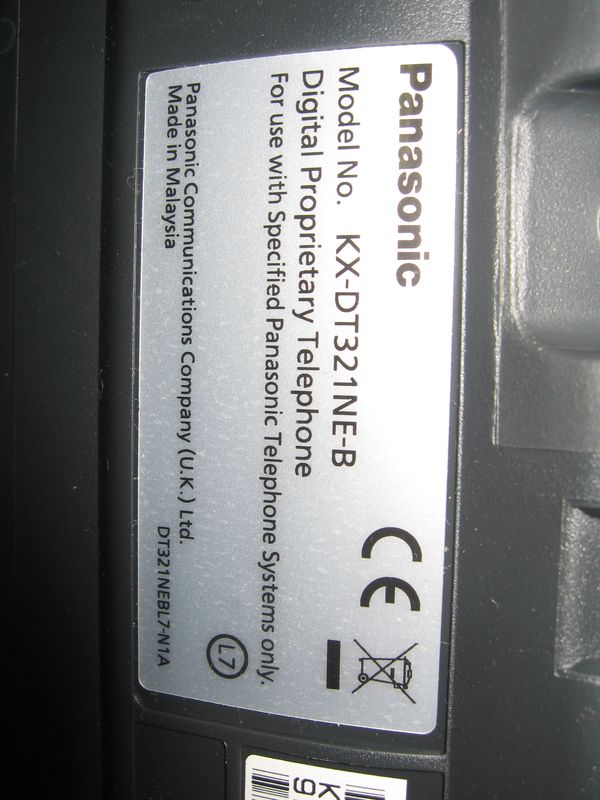 Panasonic
Model No. KX-DT321NE-B
Digital Proprietary Telephone
For use with Specified Panasonic Telephone Systems only.
CE
L7
Panasonic Communications Company (U.K.) Ltd.
Made in Malaysia
DT321NEBL7-N1A
K
9